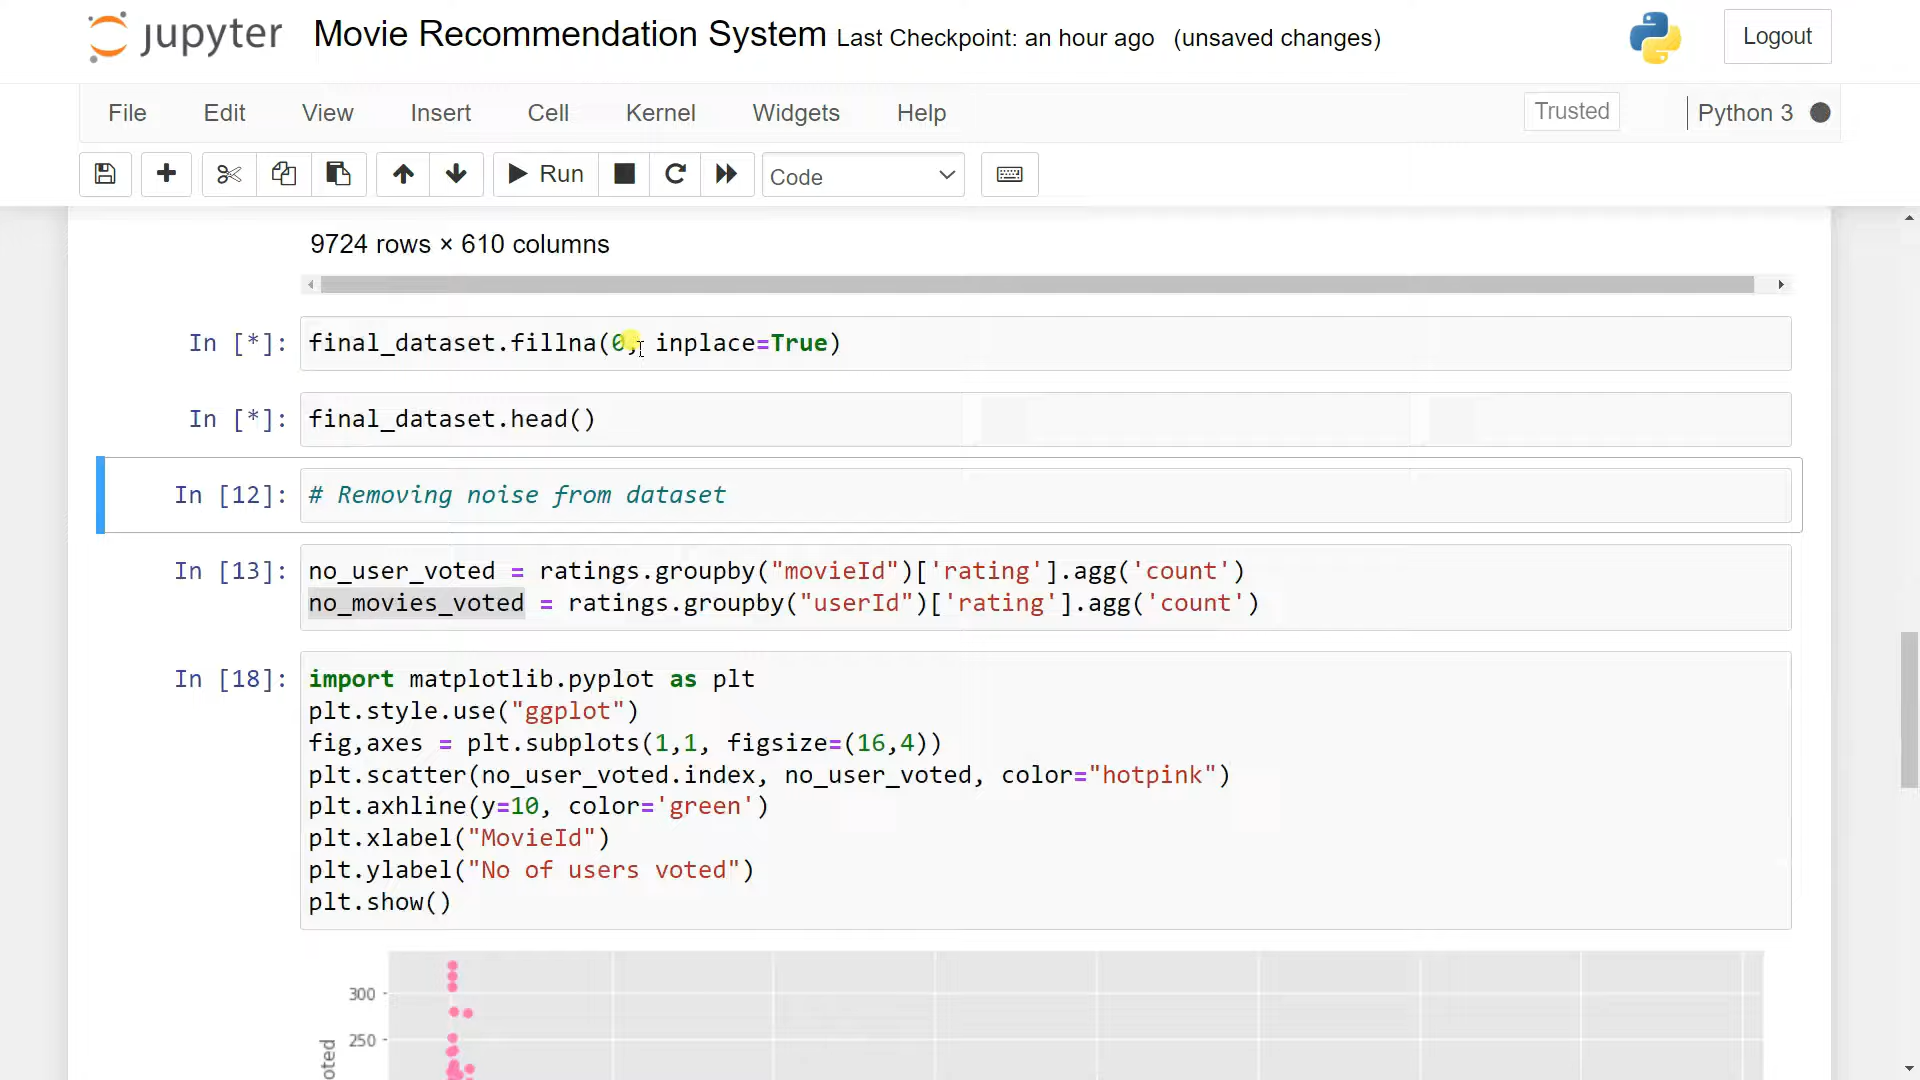 jupyter Movie Recommendation System Last Checkpoint: an hour ago (unsaved changes) Logout
File Edit View Insert Cell Kernel Widgets Help Trusted Python 3
Run Code
9724 rows × 610 columns
In [*]: final_dataset.fillna(0, inplace=True)
In [*]: final_dataset.head()
In [12]: # Removing noise from dataset
In [13]: no_user_voted = ratings.groupby("movieId")['rating'].agg('count')
no_movies_voted = ratings.groupby("userId")['rating'].agg('count')
In [18]: import matplotlib.pyplot as plt
plt.style.use("ggplot")
fig,axes = plt.subplots(1,1, figsize=(16,4))
plt.scatter(no_user_voted.index, no_user_voted, color="hotpink")
plt.axhline(y=10, color='green')
plt.xlabel("MovieId")
plt.ylabel("No of users voted")
plt.show()
300
250
oted